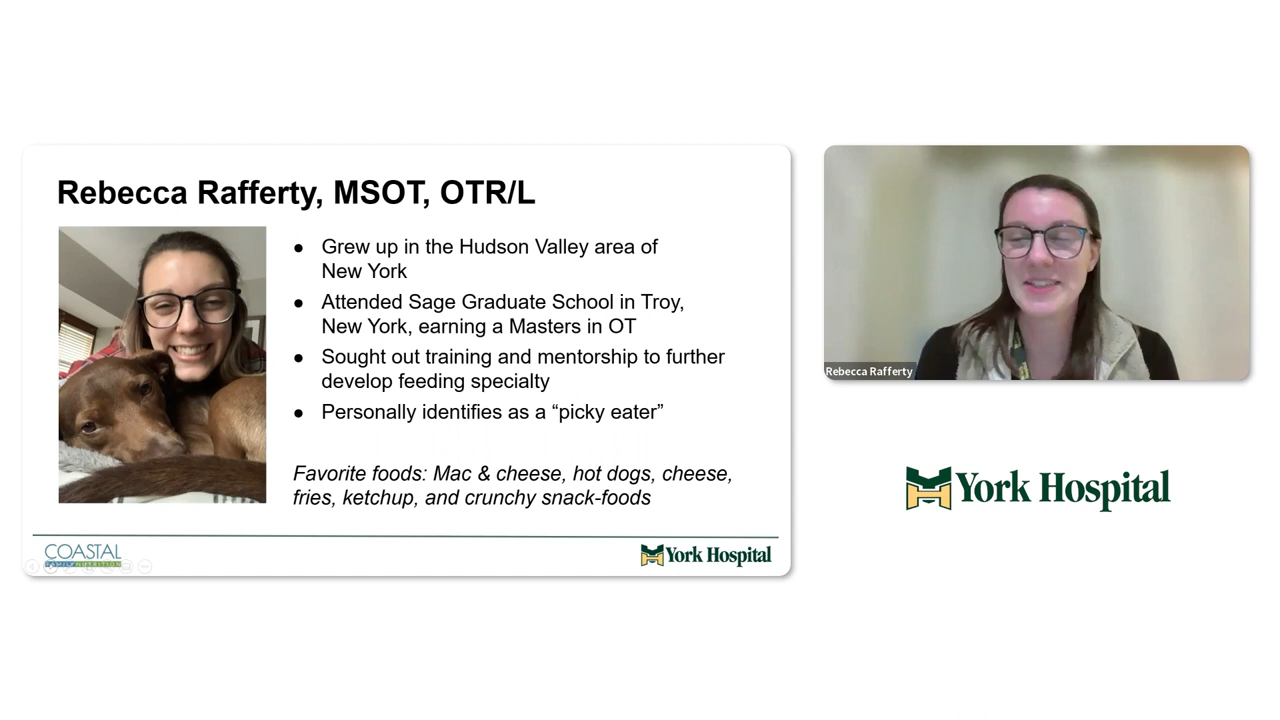 Rebecca Rafferty, MSOT, OTR/L
● Grew up in the Hudson Valley area of
New York
● Attended Sage Graduate School in Troy,
New York, earning a Masters in OT
● Sought out training and mentorship to further
develop feeding specialty
● Personally identifies as a “picky eater”
Favorite foods: Mac & cheese, hot dogs, cheese,
fries, ketchup, and crunchy snack-foods
COASTAL
FAMILY NUTRITION
York Hospital
Rebecca Rafferty
York Hospital